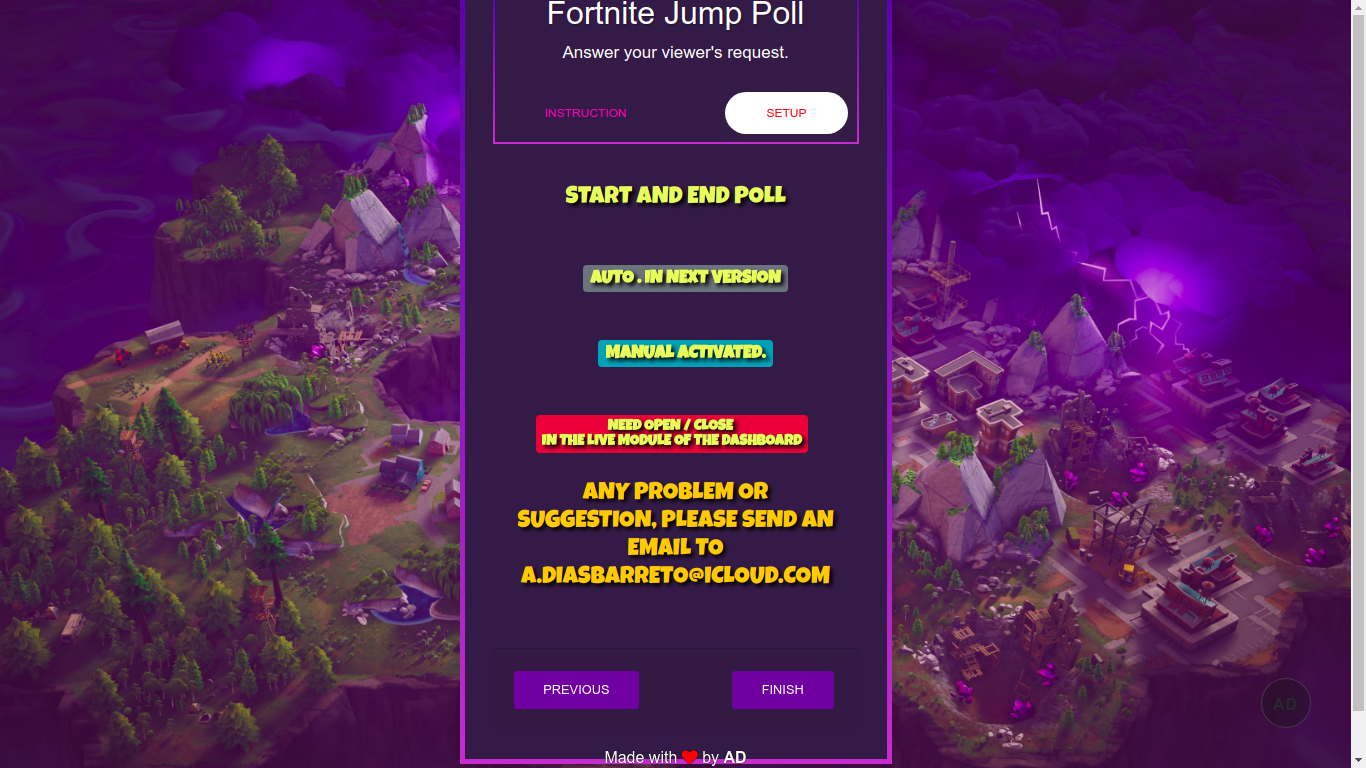 Fortnite Jump Poll
Answer your viewer's request.
INSTRUCTION
SETUP
START AND END POLL
AUTO . IN NEXT VERSION
MANUAL ACTIVATED.
NEED OPEN / CLOSE
IN THE LIVE MODULE OF THE DASHBOARD
ANY PROBLEM OR
SUGGESTION, PLEASE SEND AN
EMAIL TO
A.DIASBARRETO@ICLOUD.COM
PREVIOUS
FINISH
AD
Made with ❤ by AD